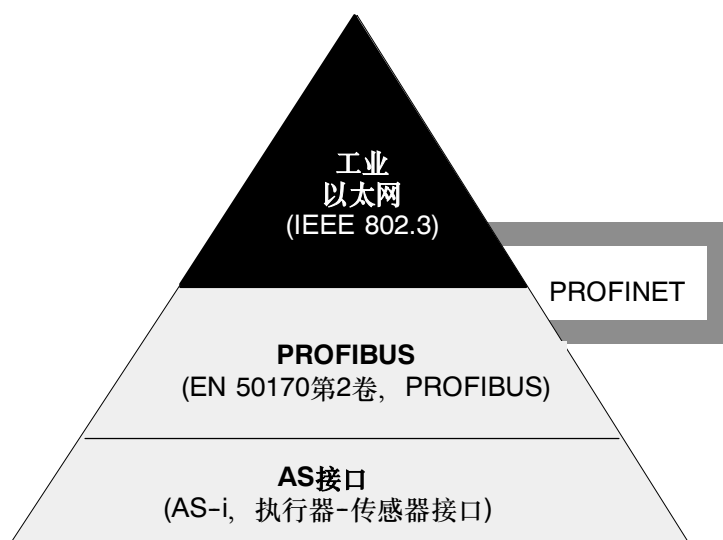 工业
以太网
(IEEE 802.3)
PROFINET
PROFIBUS
(EN 50170第2卷，PROFIBUS)
AS接口
(AS-i，执行器-传感器接口)